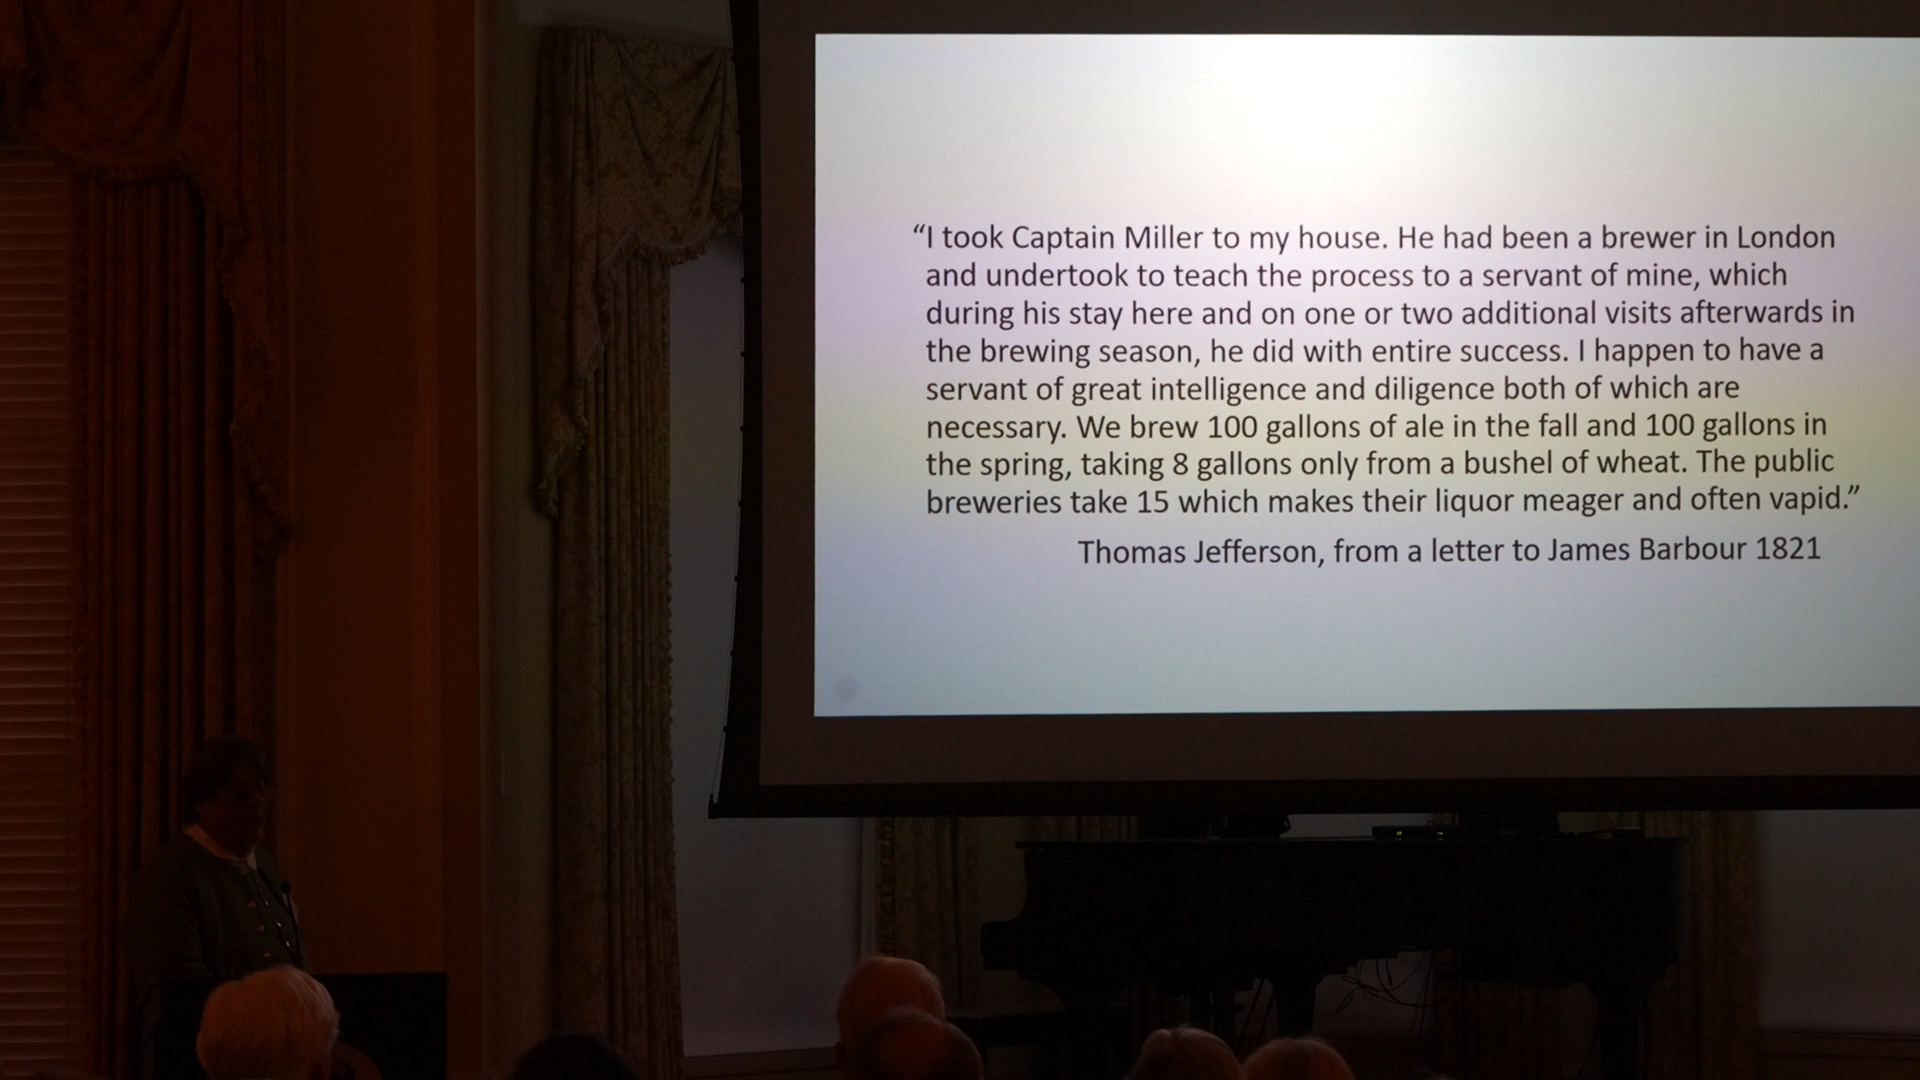 “I took Captain Miller to my house. He had been a brewer in London
and undertook to teach the process to a servant of mine, which
during his stay here and on one or two additional visits afterwards in
the brewing season, he did with entire success. I happen to have a
servant of great intelligence and diligence both of which are
necessary. We brew 100 gallons of ale in the fall and 100 gallons in
the spring, taking 8 gallons only from a bushel of wheat. The public
breweries take 15 which makes their liquor meager and often vapid.”
Thomas Jefferson, from a letter to James Barbour 1821